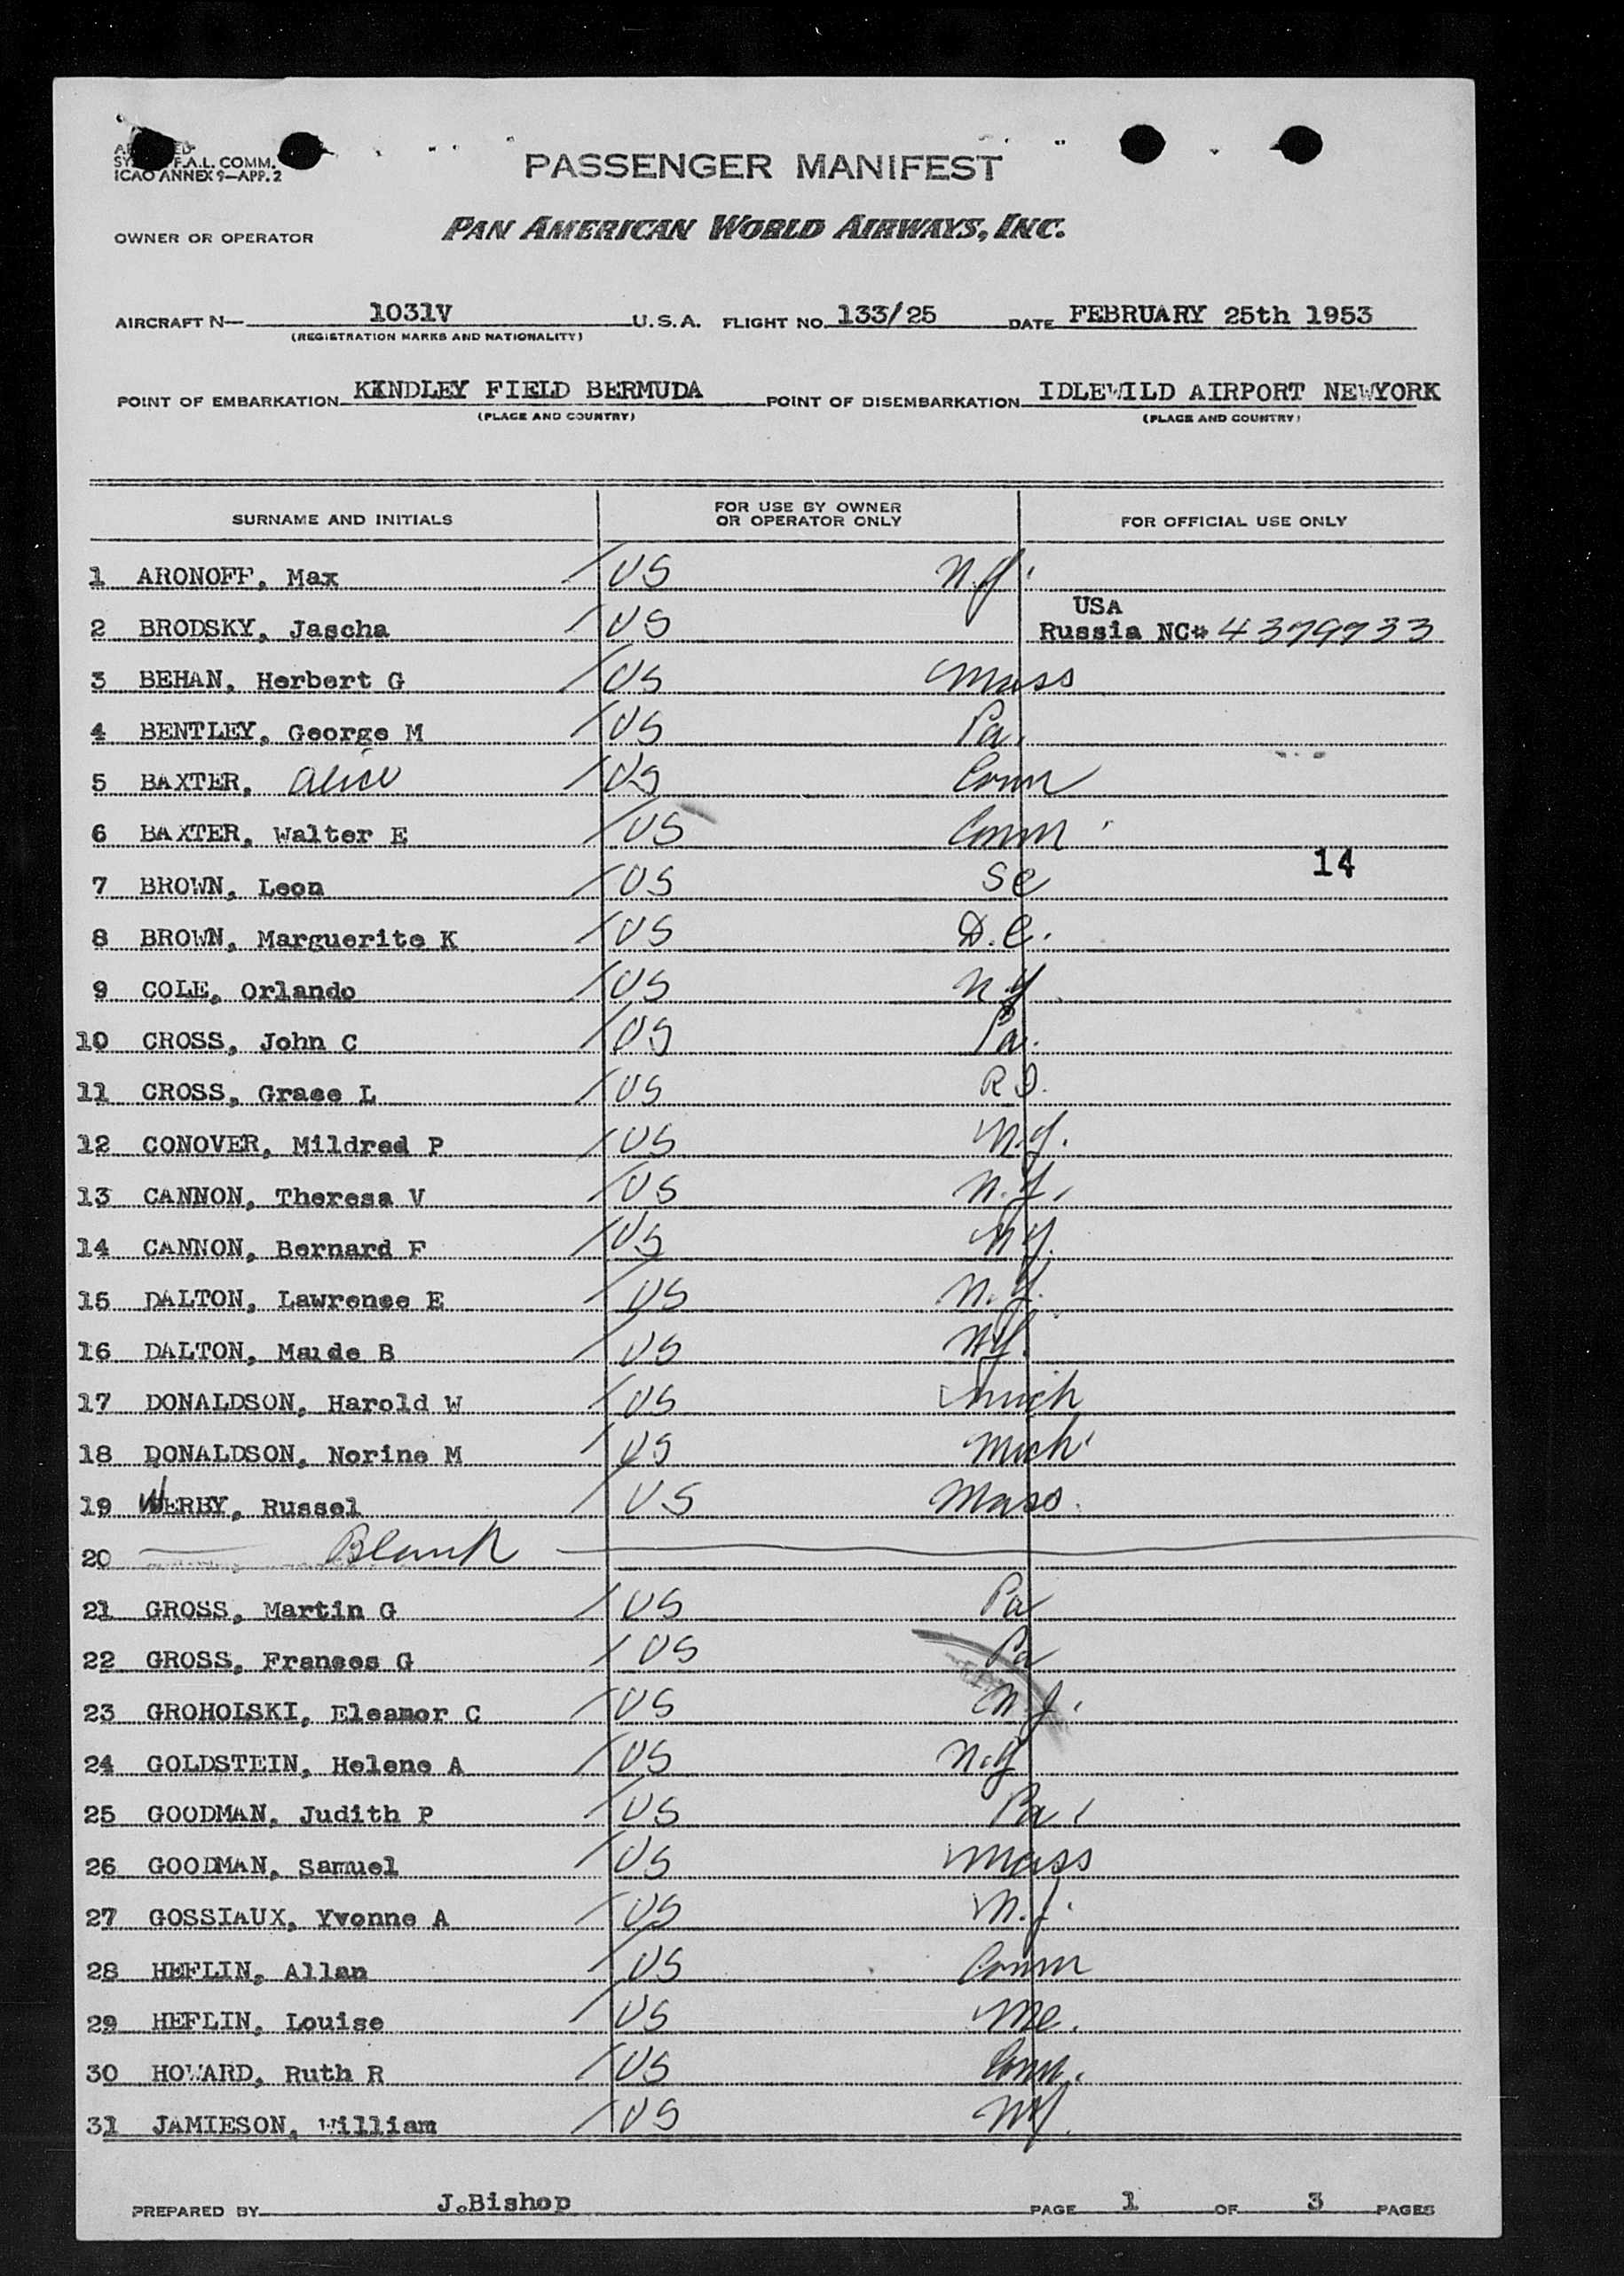 SY F.A.L. COMM.
ICAO ANNEX 9—APP. 2
PASSENGER MANIFEST
OWNER OR OPERATOR PAN AMERICAN WORLD AIRWAYS, INC.
AIRCRAFT N— 1031V U.S.A. FLIGHT NO. 133/25 DATE FEBRUARY 25th 1953
(REGISTRATION MARKS AND NATIONALITY)
POINT OF EMBARKATION KINDLEY FIELD BERMUDA POINT OF DISEMBARKATION IDLEWILD AIRPORT NEWYORK
(PLACE AND COUNTRY) (PLACE AND COUNTRY)
SURNAME AND INITIALS FOR USE BY OWNER OR OPERATOR ONLY FOR OFFICIAL USE ONLY
1 ARONOFF, Max US
USA
2 BRODSKY, Jascha US Russia NC# 4379733
3 BEHAN, Herbert G US Mass
4 BENTLEY, George M US Pa.
5 BAXTER, Alice US Conn
6 BAXTER, Walter E US Conn
14
7 BROWN, Leon US SC
8 BROWN, Marguerite K US D.C.
9 COLE, Orlando US
10 CROSS, John C US Pa.
11 CROSS, Grace L US R I.
12 CONOVER, Mildred P US
13 CANNON, Theresa V US
14 CANNON, Bernard F US N.Y.
15 DALTON, Lawrence E US
16 DALTON, Maude B US NY.
17 DONALDSON, Harold W US Mich
18 DONALDSON, Norine M US Mich
19 WERBY, Russel US Mass.
20 Blank
21 GROSS, Martin G US Pa
22 GROSS, Frances G US Pa
23 GROHOLSKI, Eleanor C US N.J.
24 GOLDSTEIN, Helene A US N.Y
25 GOODMAN, Judith P US Pa
26 GOODMAN, Samuel US Mass
27 GOSSIAUX, Yvonne A US N.J.
28 HEFLIN, Allan US Conn
29 HEFLIN, Louise US Me.
30 HOWARD, Ruth R US Conn.
31 JAMIESON, William US NY.
PREPARED BY J.Bishop PAGE 1 OF 3 PAGES